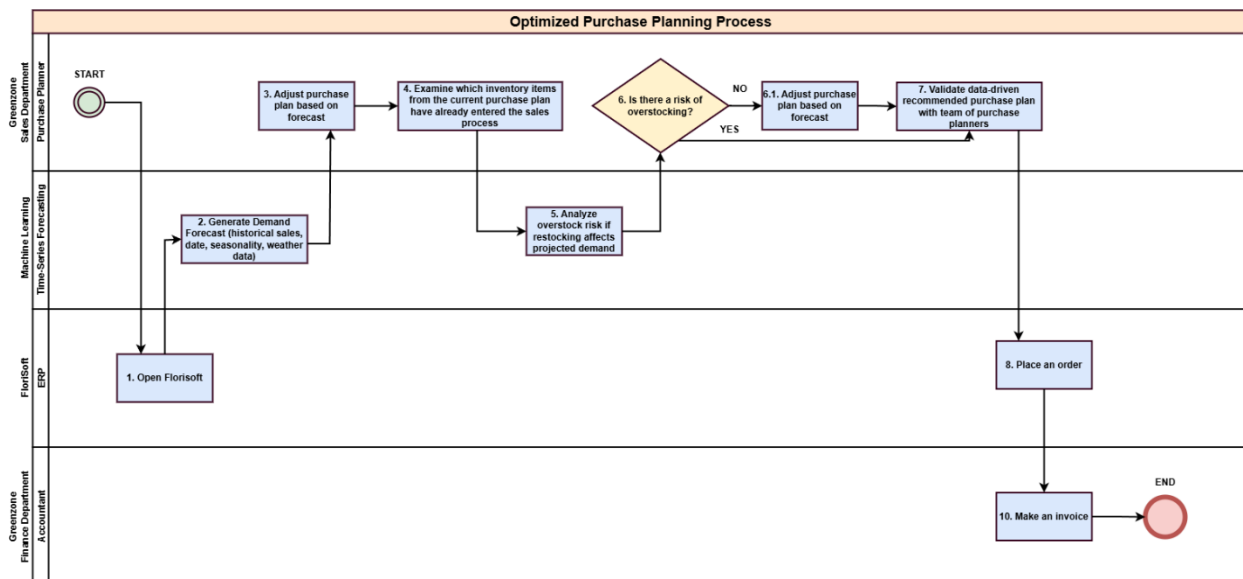 Optimized Purchase Planning Process
Greenzone
Sales Department
Purchase Planner
START
3. Adjust purchase
plan based on
forecast
4. Examine which inventory items
from the current purchase plan
have already entered the sales
process
6. Is there a risk of
overstocking?
NO
YES
6.1. Adjust purchase
plan based on
forecast
7. Validate data-driven
recommended purchase plan
with team of purchase
planners
Machine Learning
Time-Series Forecasting
2. Generate Demand
Forecast (historical sales,
date, seasonality, weather
data)
5. Analyze
overstock risk if
restocking affects
projected demand
FloriSoft
ERP
1. Open Florisoft
8. Place an order
Greenzone
Finance Department
Accountant
10. Make an invoice
END